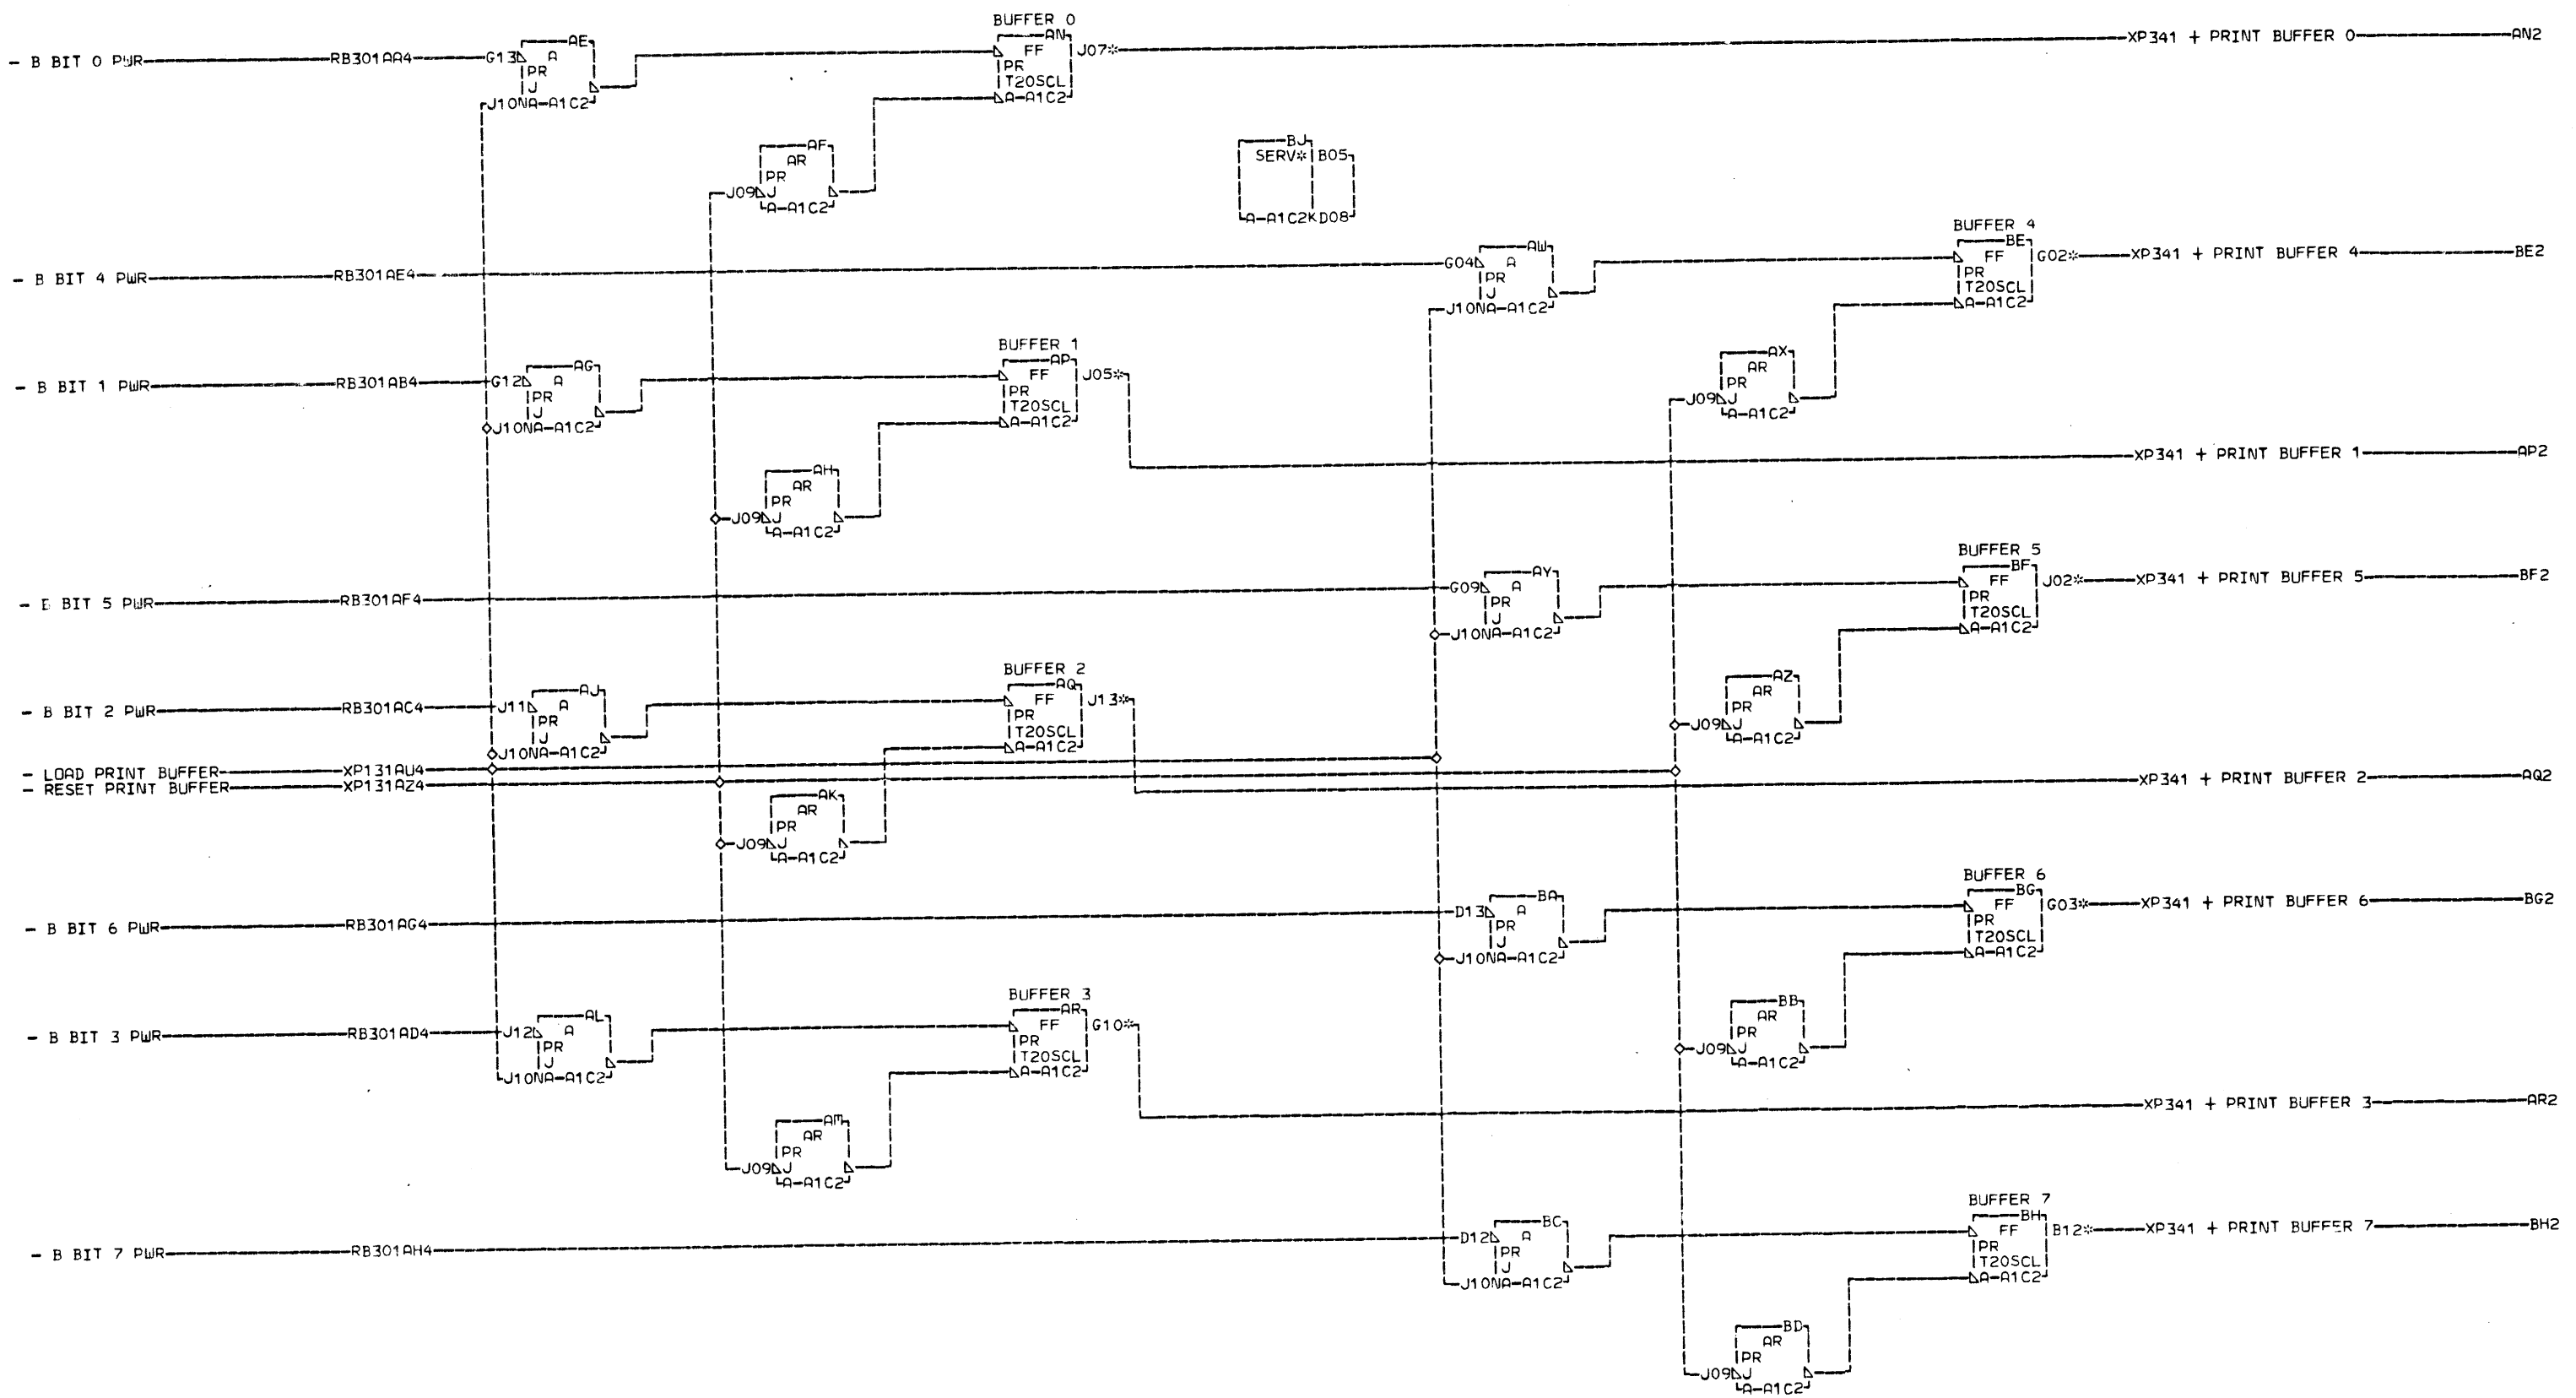 BUFFER 0
- B BIT 0 PWR RB301AA4 G13 A AE FF AN J07* XP341 + PRINT BUFFER 0 AN2
PR PR
J T20SCL
J10NA-A1C2 A-A1C2
AF BJ
AR SERV* B05
PR
J09 J
A-A1C2 A-A1C2KD08
BUFFER 4
- B BIT 4 PWR RB301AE4 G04 A AW FF BE G02* XP341 + PRINT BUFFER 4 BE2
PR PR
J T20SCL
J10NA-A1C2 A-A1C2
BUFFER 1
- B BIT 1 PWR RB301AB4 G12 A AG FF AP J05*
PR PR
J T20SCL
J10NA-A1C2 A-A1C2
AX
AR
PR
J09 J
A-A1C2
XP341 + PRINT BUFFER 1 AP2
AH
AR
PR
J09 J
A-A1C2
BUFFER 5
BIT 5 PWR RB301AF4 G09 A AY FF BF J02* XP341 + PRINT BUFFER 5 BF2
PR PR
J T20SCL
J10NA-A1C2 A-A1C2
BUFFER 2
- B BIT 2 PWR RB301AC4 J11 A AJ FF AQ J13*
PR PR
J T20SCL
J10NA-A1C2 A-A1C2
AZ
AR
PR
J09 J
A-A1C2
- LOAD PRINT BUFFER XP131AU4
- RESET PRINT BUFFER XP131AZ4
XP341 + PRINT BUFFER 2 AQ2
AK
AR
PR
J09 J
A-A1C2
BUFFER 6
- B BIT 6 PWR RB301AG4 D13 A BA FF BG G03* XP341 + PRINT BUFFER 6 BG2
PR PR
J T20SCL
J10NA-A1C2 A-A1C2
BUFFER 3
- B BIT 3 PWR RB301AD4 J12 A AL FF AR G10*
PR PR
J T20SCL
J10NA-A1C2 A-A1C2
BB
AR
PR
J09 J
A-A1C2
XP341 + PRINT BUFFER 3 AR2
AM
AR
PR
J09 J
A-A1C2
BUFFER 7
- B BIT 7 PWR RB301AH4 D12 A BC FF BH B12* XP341 + PRINT BUFFER 7 BH2
PR PR
J T20SCL
J10NA-A1C2 A-A1C2
BD
AR
PR
J09 J
A-A1C2